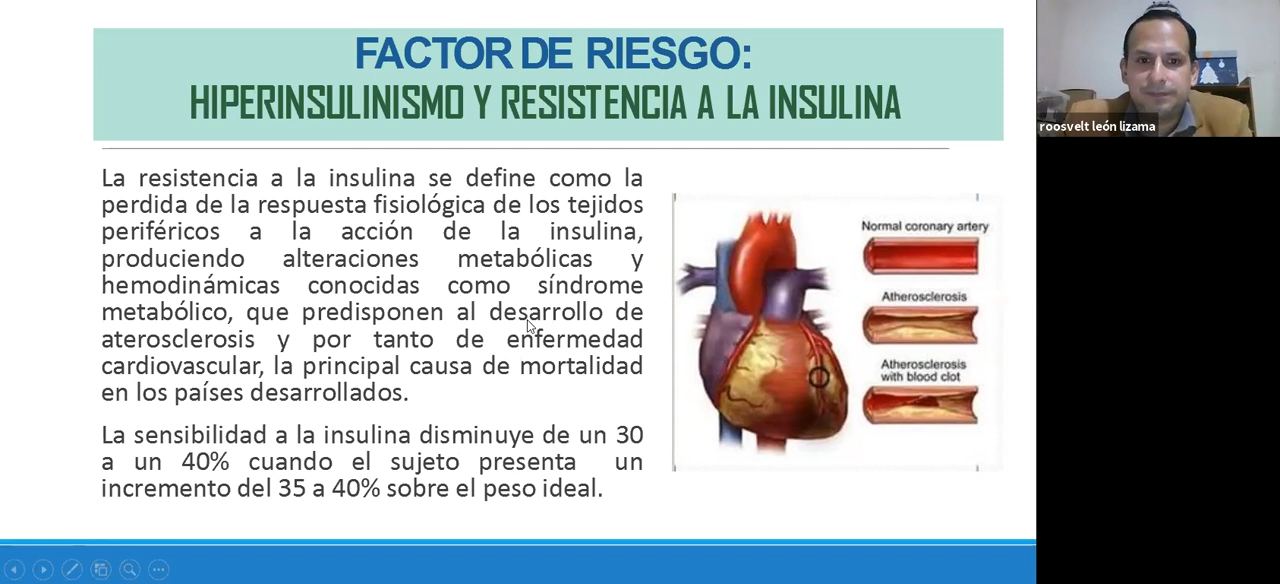 FACTOR DE RIESGO:
HIPERINSULINISMO Y RESISTENCIA A LA INSULINA
La resistencia a la insulina se define como la
perdida de la respuesta fisiológica de los tejidos
periféricos a la acción de la insulina,
produciendo alteraciones metabólicas y
hemodinámicas conocidas como síndrome
metabólico, que predisponen al desarrollo de
aterosclerosis y por tanto de enfermedad
cardiovascular, la principal causa de mortalidad
en los países desarrollados.
La sensibilidad a la insulina disminuye de un 30
a un 40% cuando el sujeto presenta un
incremento del 35 a 40% sobre el peso ideal.
Normal coronary artery
Atherosclerosis
Atherosclerosis
with blood clot
roosvelt león lizama